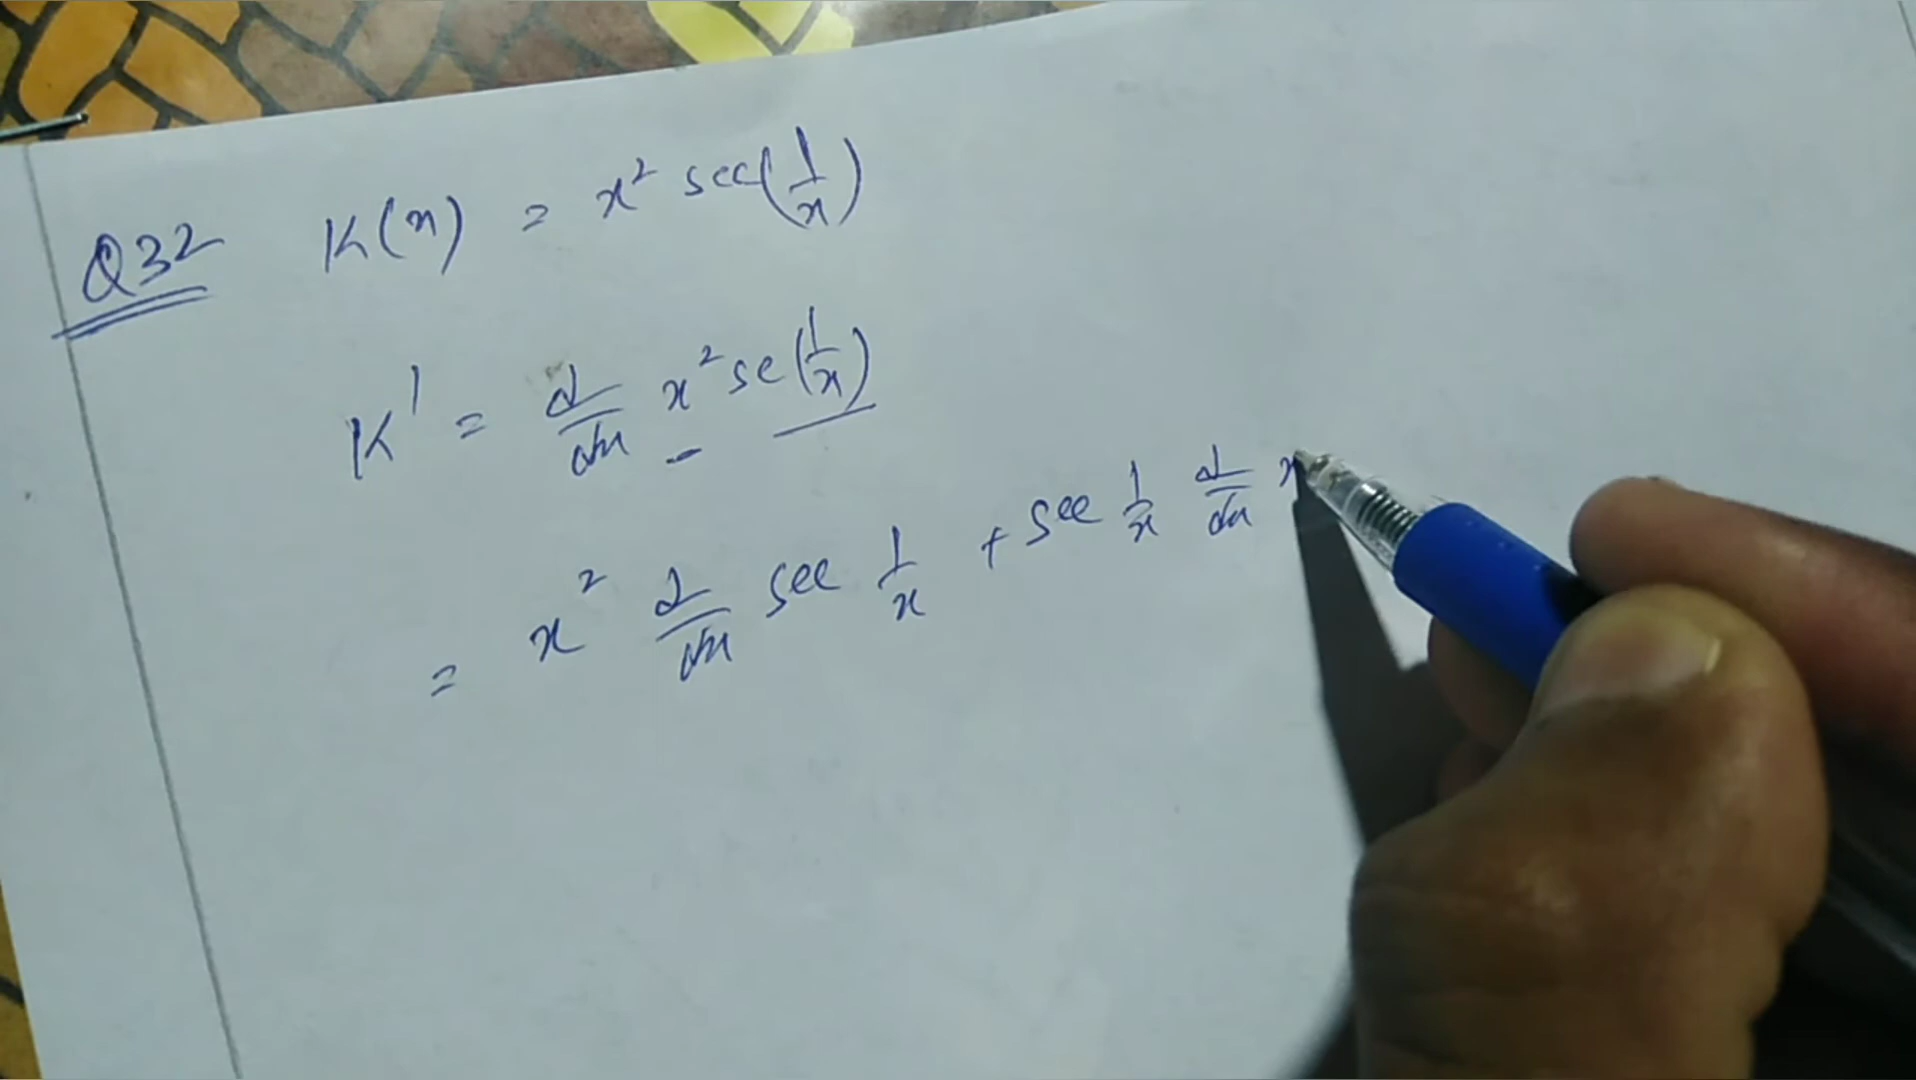 Q32 K(x) = x² sec(1/x)
K' = d/dx x² se(1/x)
= x² d/dx sec 1/x + sec 1/x d/dx x